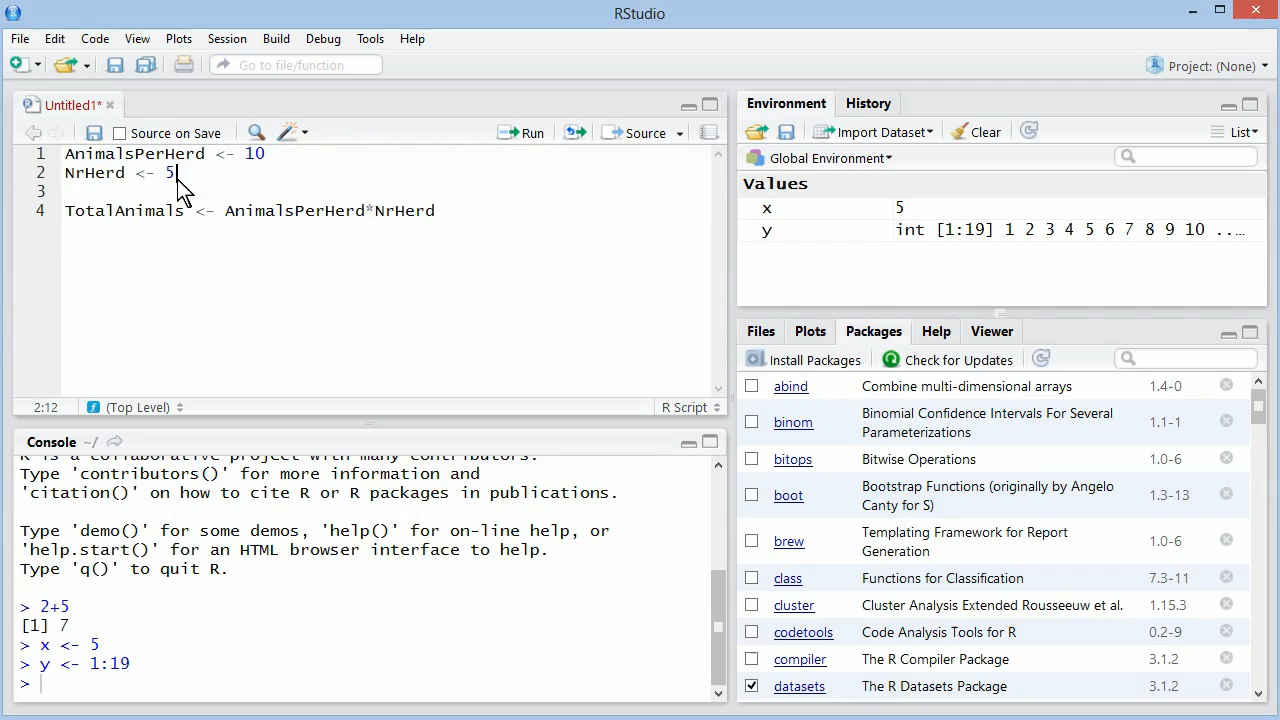 RStudio
File Edit Code View Plots Session Build Debug Tools Help
Go to file/function
Project: (None)
Untitled1*
Source on Save
Run
Source
1 AnimalsPerHerd <- 10
2 NrHerd <- 5
3
4 TotalAnimals <- AnimalsPerHerd*NrHerd
2:12 (Top Level) R Script
Console ~/
R is a collaborative project with many contributors.
Type 'contributors()' for more information and
'citation()' on how to cite R or R packages in publications.
Type 'demo()' for some demos, 'help()' for on-line help, or
'help.start()' for an HTML browser interface to help.
Type 'q()' to quit R.
> 2+5
[1] 7
> x <- 5
> y <- 1:19
>
Environment History
Import Dataset Clear List
Global Environment
Values
x 5
y int [1:19] 1 2 3 4 5 6 7 8 9 10 ...
Files Plots Packages Help Viewer
Install Packages Check for Updates
abind Combine multi-dimensional arrays 1.4-0
binom Binomial Confidence Intervals For Several Parameterizations 1.1-1
bitops Bitwise Operations 1.0-6
boot Bootstrap Functions (originally by Angelo Canty for S) 1.3-13
brew Templating Framework for Report Generation 1.0-6
class Functions for Classification 7.3-11
cluster Cluster Analysis Extended Rousseeuw et al. 1.15.3
codetools Code Analysis Tools for R 0.2-9
compiler The R Compiler Package 3.1.2
datasets The R Datasets Package 3.1.2